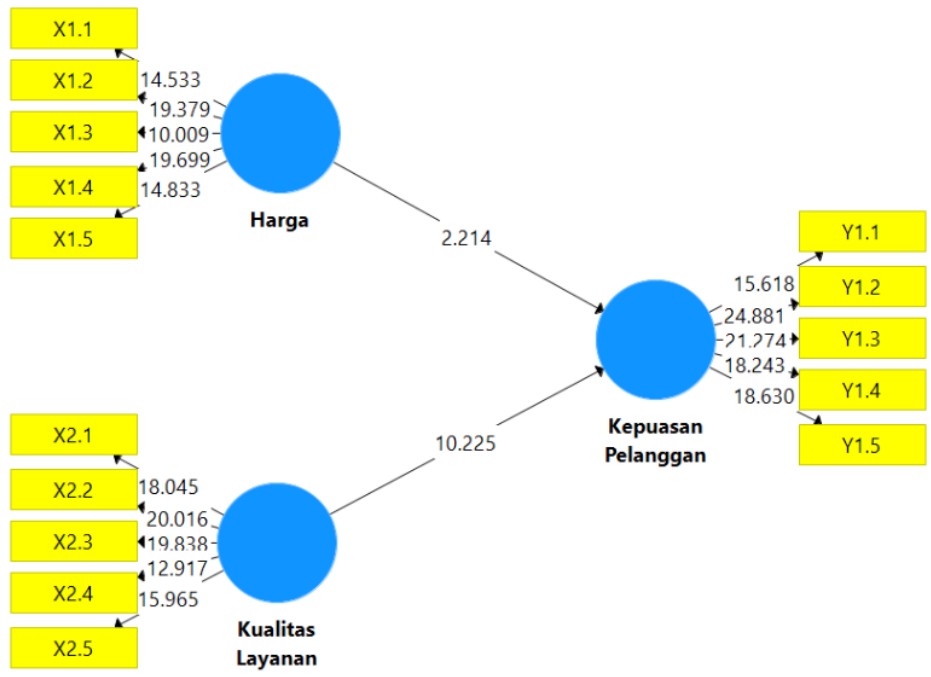 X1.1
X1.2
X1.3
X1.4
X1.5
14.533
19.379
10.009
19.699
14.833
Harga
2.214
X2.1
X2.2
X2.3
X2.4
X2.5
18.045
20.016
19.838
12.917
15.965
Kualitas
Layanan
10.225
Kepuasan
Pelanggan
15.618
24.881
21.274
18.243
18.630
Y1.1
Y1.2
Y1.3
Y1.4
Y1.5